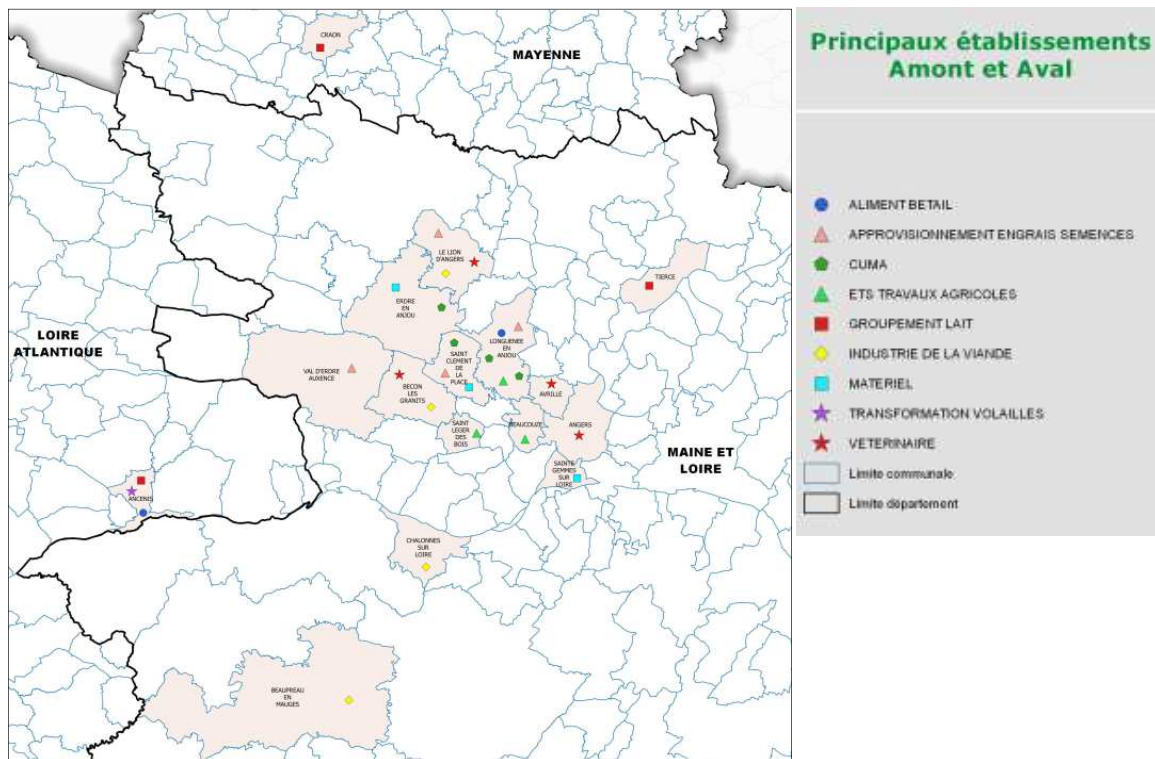 CRAON
MAYENNE
LE LION
D'ANGERS
TIERCE
ERDRE
EN
ANJOU
LOIRE
ATLANTIQUE
LONGUENEE
EN
ANJOU
SAINT
CLEMENT
DE
LA
PLACE
VAL D'ERDRE
AUXENCE
BECON
LES
GRANITS
AVRILLE
SAINT
LEGER
DES
BOIS
BEAUCOUZE
ANGERS
MAINE ET
LOIRE
SAINTE
GEMMES
SUR
LOIRE
ANCENIS
CHALONNES
SUR
LOIRE
BEAUPREAU
EN
MAUGES
Principaux établissements
Amont et Aval
ALIMENT BETAIL
APPROVISIONNEMENT ENGRAIS SEMENCES
CUMA
ETS TRAVAUX AGRICOLES
GROUPEMENT LAIT
INDUSTRIE DE LA VIANDE
MATERIEL
TRANSFORMATION VOLAILLES
VETERINAIRE
Limite communale
Limite département